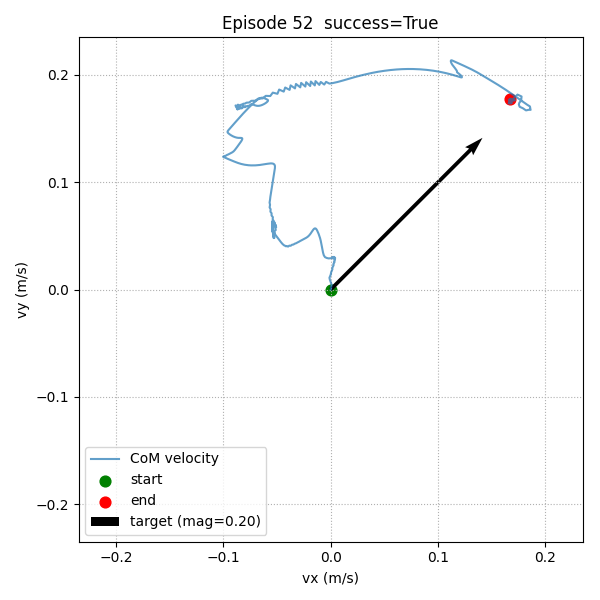 Episode 52  success=True
vy (m/s)
0.2
0.1
0.0
−0.1
−0.2
CoM velocity
start
end
target (mag=0.20)
−0.2
−0.1
0.0
0.1
0.2
vx (m/s)